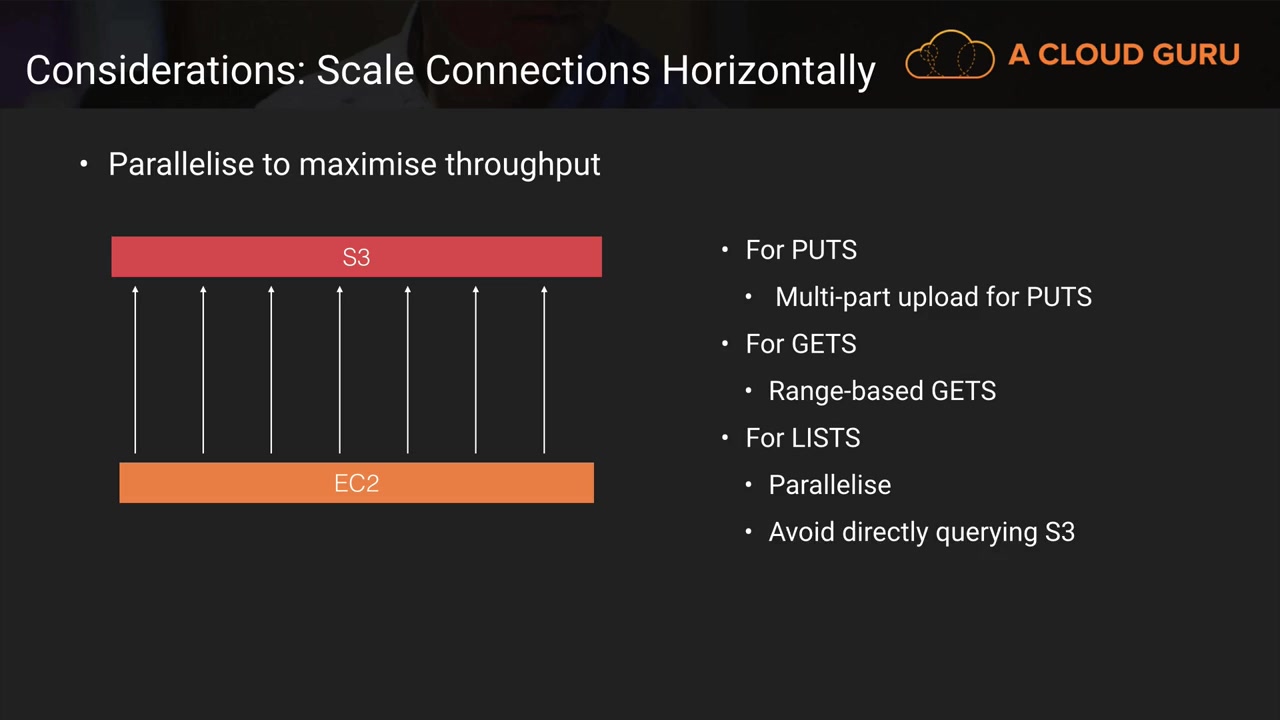 Considerations: Scale Connections Horizontally
A CLOUD GURU
• Parallelise to maximise throughput
S3
EC2
• For PUTS
• Multi-part upload for PUTS
• For GETS
• Range-based GETS
• For LISTS
• Parallelise
• Avoid directly querying S3